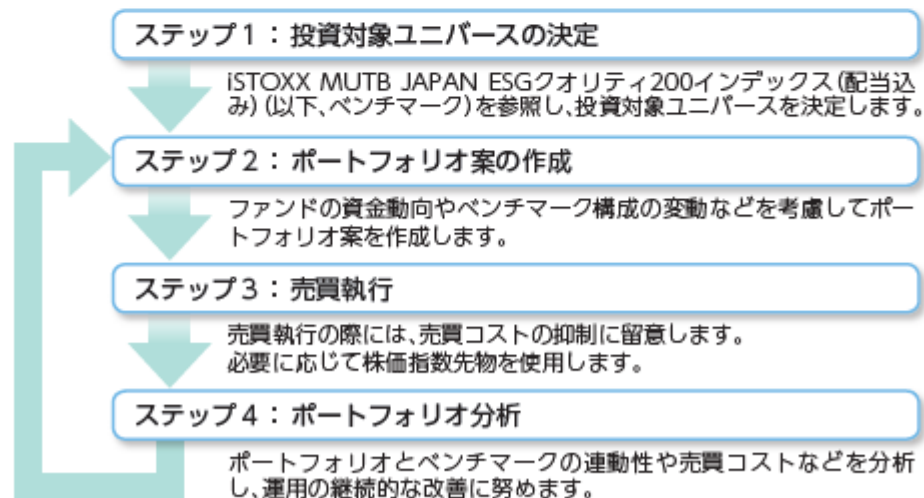 ステップ1：投資対象ユニバースの決定
iSTOXX MUTB JAPAN ESGクオリティ200インデックス(配当込
み)(以下、ベンチマーク)を参照し、投資対象ユニバースを決定します。
ステップ2：ポートフォリオ案の作成
ファンドの資金動向やベンチマーク構成の変動などを考慮してポー
トフォリオ案を作成します。
ステップ3：売買執行
売買執行の際には、売買コストの抑制に留意します。
必要に応じて株価指数先物を使用します。
ステップ4：ポートフォリオ分析
ポートフォリオとベンチマークの連動性や売買コストなどを分析
し、運用の継続的な改善に努めます。